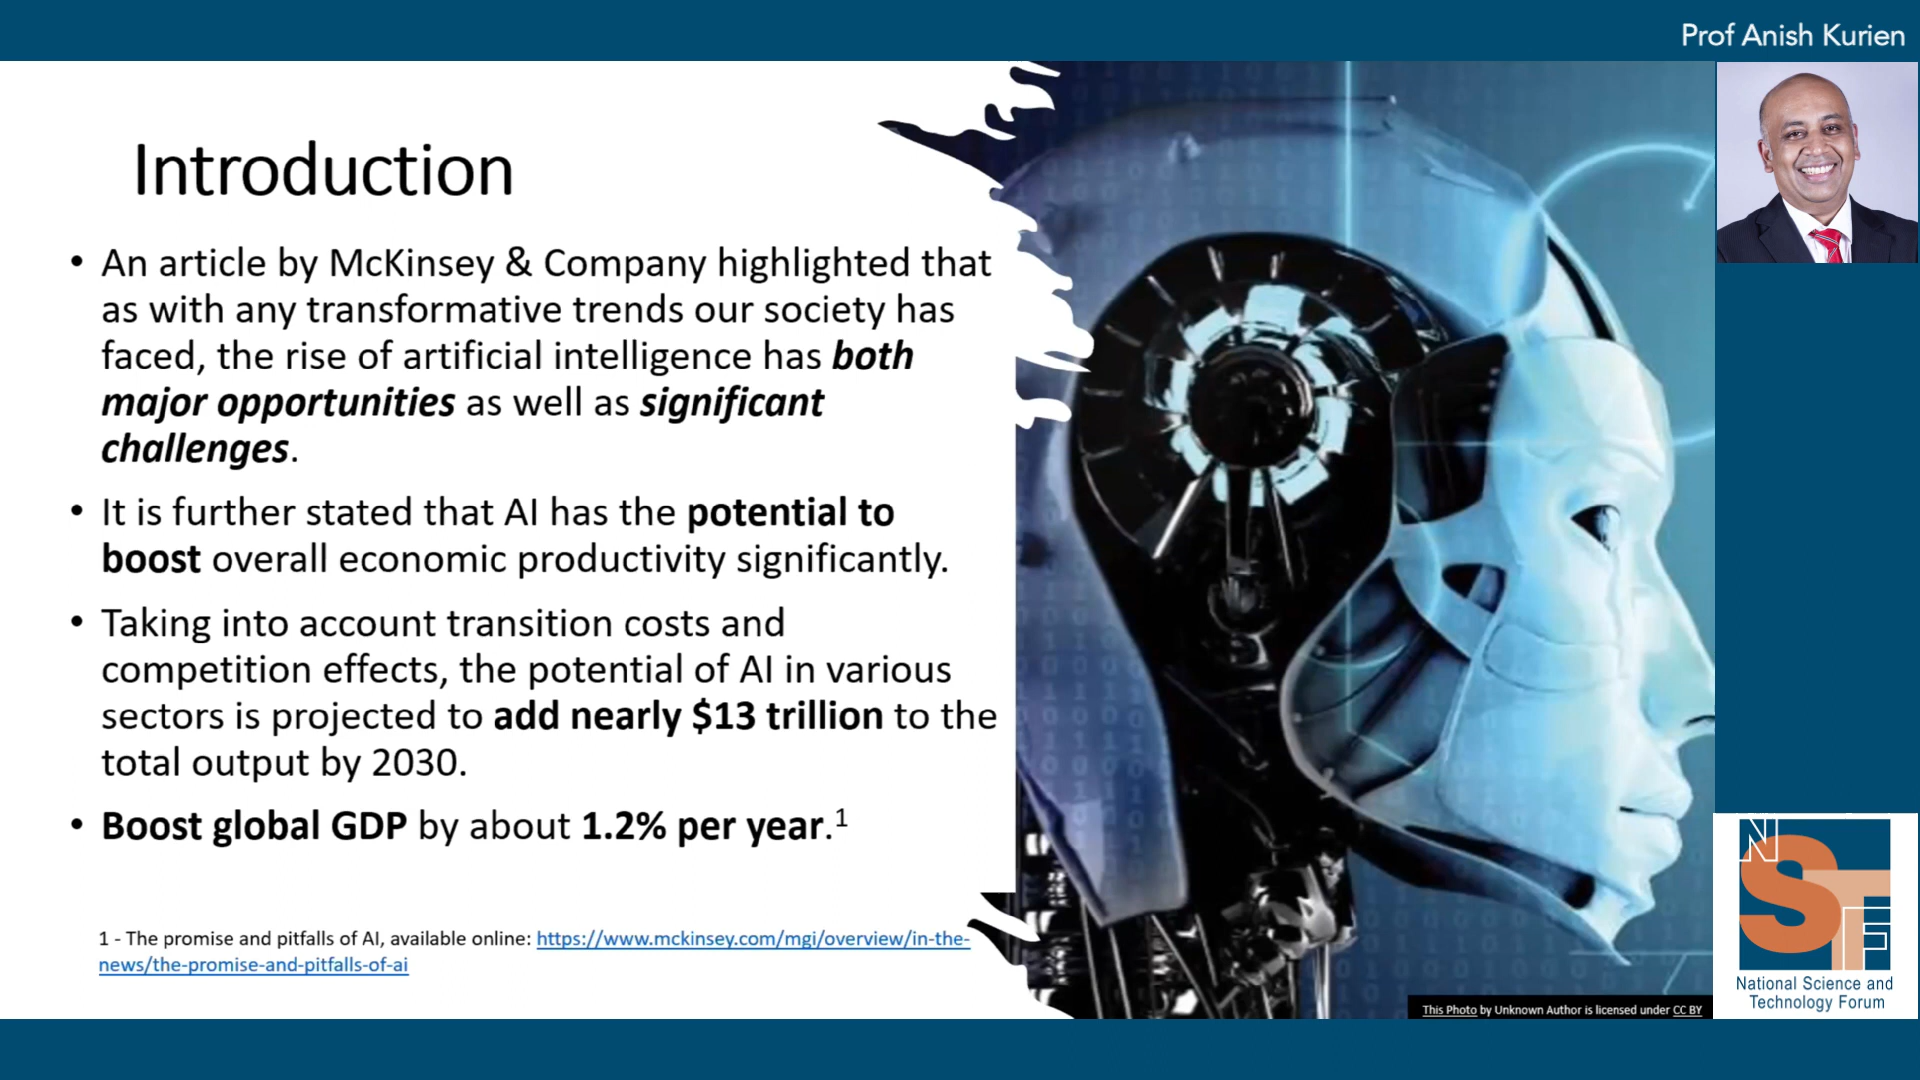 Prof Anish Kurien
Introduction
• An article by McKinsey & Company highlighted that
as with any transformative trends our society has
faced, the rise of artificial intelligence has both
major opportunities as well as significant
challenges.
• It is further stated that AI has the potential to
boost overall economic productivity significantly.
• Taking into account transition costs and
competition effects, the potential of AI in various
sectors is projected to add nearly $13 trillion to the
total output by 2030.
• Boost global GDP by about 1.2% per year.1
1 - The promise and pitfalls of AI, available online: https://www.mckinsey.com/mgi/overview/in-the-
news/the-promise-and-pitfalls-of-ai
This Photo by Unknown Author is licensed under CC BY
NSTF
National Science and
Technology Forum